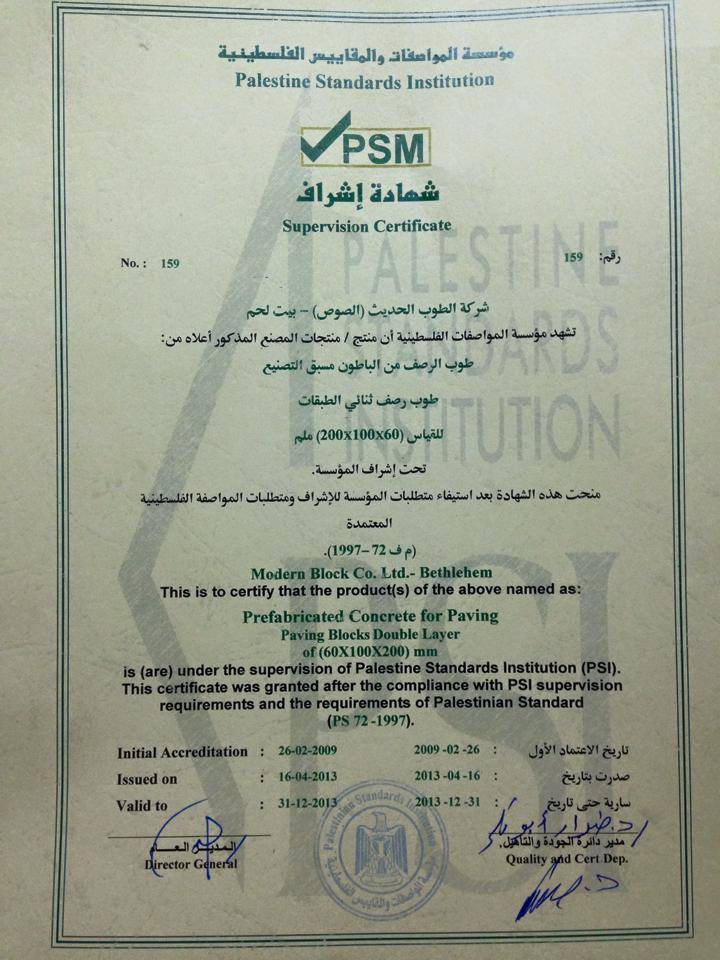 مؤسسة المواصفات والمقاييس الفلسطينية
Palestine Standards Institution
PSM
شهادة إشراف
Supervision Certificate
No. : 159
رقم: 159
PALESTINE
STANDARDS
INSTITUTION
PSI
شركة الطوب الحديث (الصوص) – بيت لحم
تشهد مؤسسة المواصفات الفلسطينية أن منتج / منتجات المصنع المذكور أعلاه من:
طوب الرصف من الباطون مسبق التصنيع
طوب رصف ثنائي الطبقات
للقياس (200x100x60) ملم
تحت إشراف المؤسسة.
منحت هذه الشهادة بعد استيفاء متطلبات المؤسسة للإشراف ومتطلبات المواصفة الفلسطينية
المعتمدة
(م ف 72 –1997).
Modern Block Co. Ltd.- Bethlehem
This is to certify that the product(s) of the above named as:
Prefabricated Concrete for Paving
Paving Blocks Double Layer
of (60X100X200) mm
is (are) under the supervision of Palestine Standards Institution (PSI).
This certificate was granted after the compliance with PSI supervision
requirements and the requirements of Palestinian Standard
(PS 72 -1997).
Initial Accreditation : 26-02-2009
تاريخ الاعتماد الأول : 26- 02- 2009
Issued on : 16-04-2013
صدرت بتاريخ : 16- 04- 2013
Valid to : 31-12-2013
سارية حتى تاريخ : 31- 12- 2013
المدير العام
Director General
مدير دائرة الجودة والتأهيل
Quality and Cert Dep.
Palestinian Standards Institution